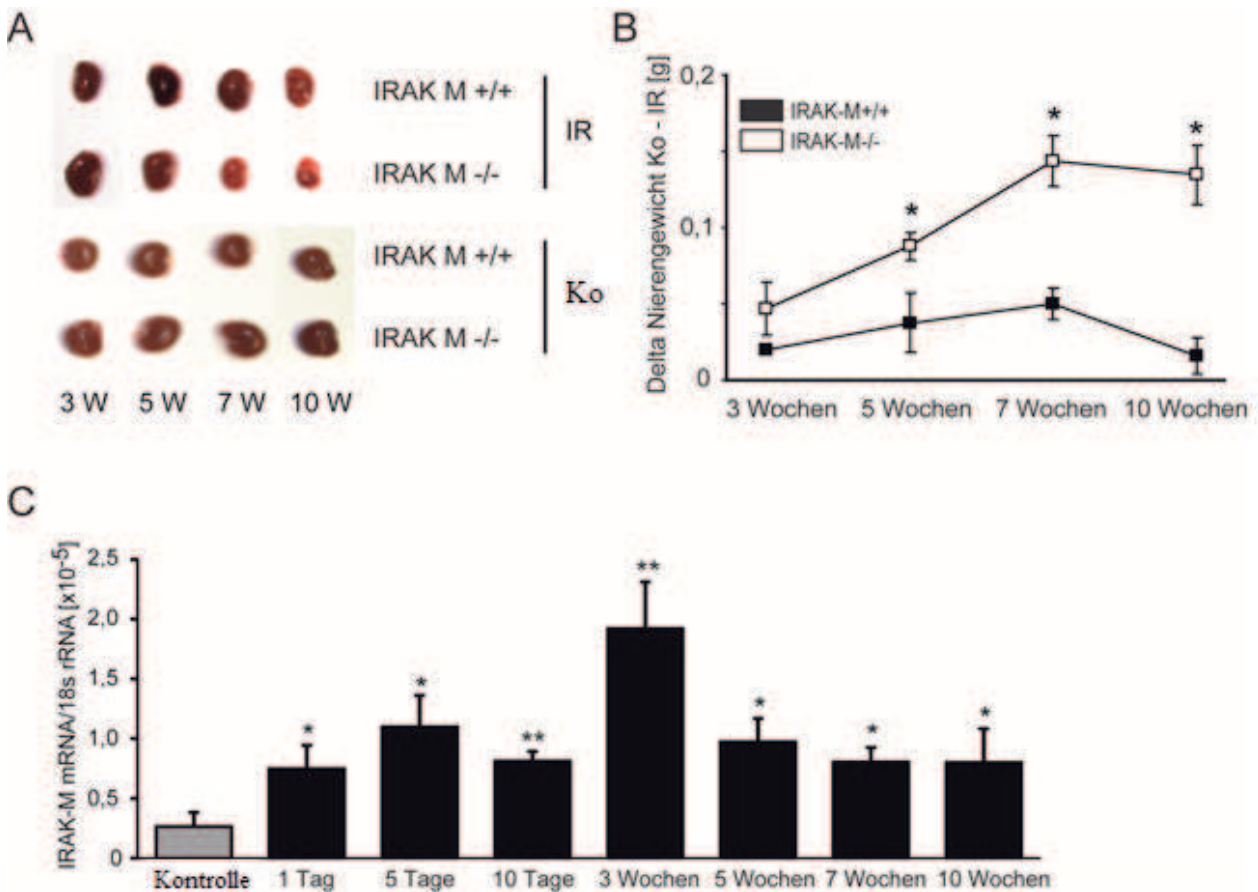 A
IRAK M +/+
IR
IRAK M -/-
IRAK M +/+
Ko
IRAK M -/-
3 W 5 W 7 W 10 W
B
Delta Nierengewicht Ko - IR [g]
0,2
0,1
0
IRAK-M+/+
IRAK-M-/-
* * *
3 Wochen 5 Wochen 7 Wochen 10 Wochen
C
IRAK-M mRNA/18s rRNA [x10-5]
2,5
2,0
1,5
1,0
0,5
0
* * ** ** * * *
Kontrolle 1 Tag 5 Tage 10 Tage 3 Wochen 5 Wochen 7 Wochen 10 Wochen